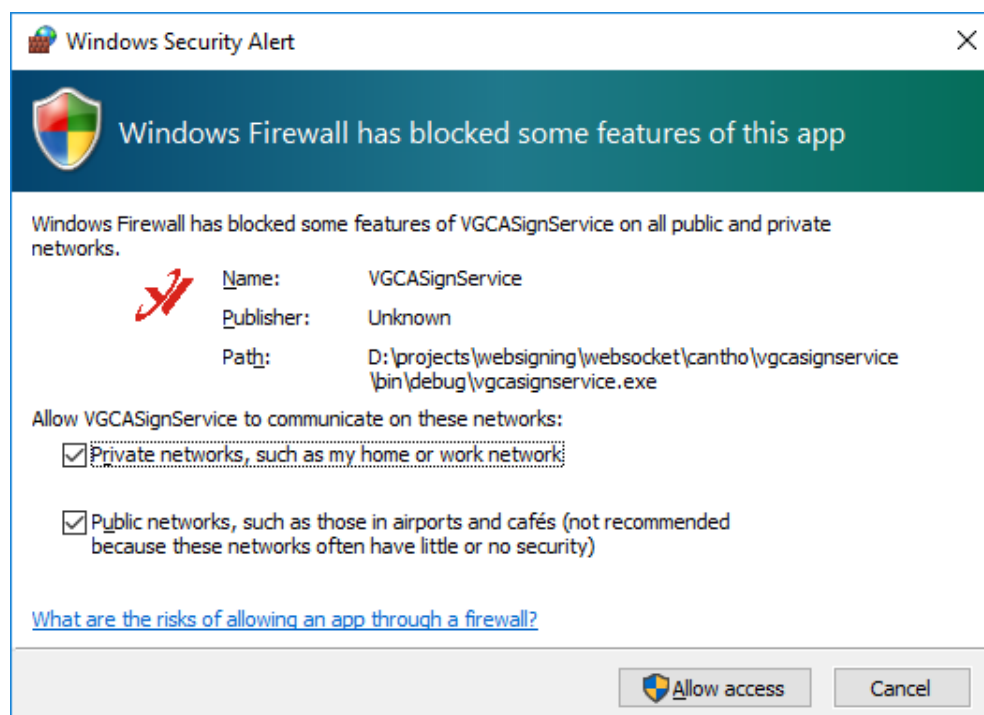 Windows Security Alert
Windows Firewall has blocked some features of this app
Windows Firewall has blocked some features of VGCASignService on all public and private
networks.
Name: VGCASignService
Publisher: Unknown
Path: D:\projects\websigning\websocket\cantho\vgcasignservice
\bin\debug\vgcasignservice.exe
Allow VGCASignService to communicate on these networks:
Private networks, such as my home or work network
Public networks, such as those in airports and cafés (not recommended
because these networks often have little or no security)
What are the risks of allowing an app through a firewall?
Allow access Cancel